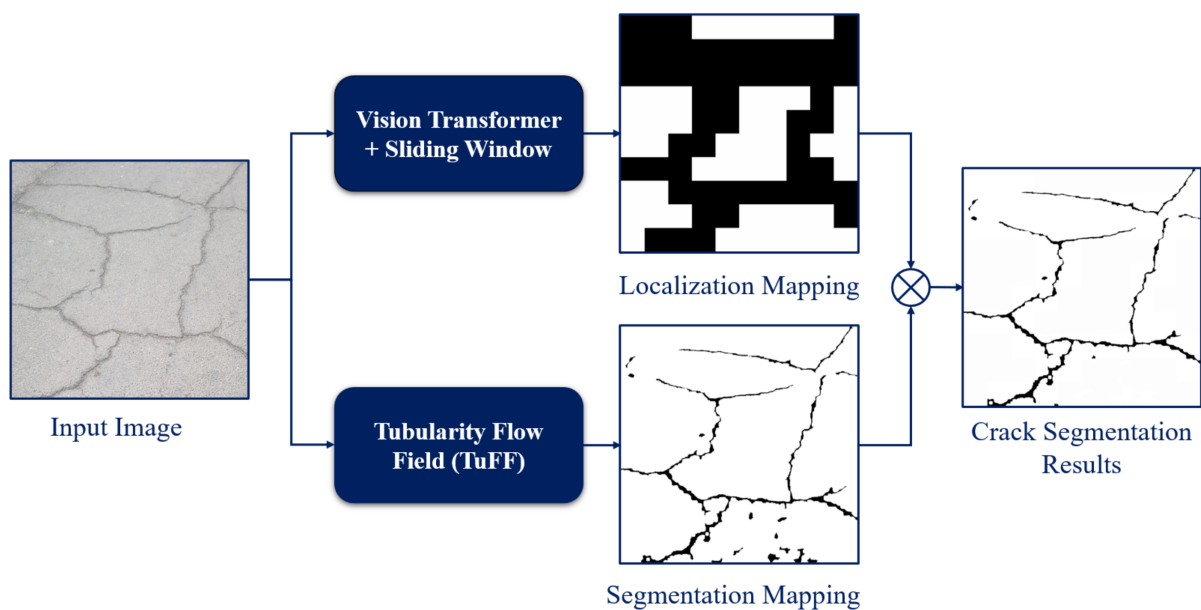 Vision Transformer
+ Sliding Window
Localization Mapping
Input Image
Tubularity Flow
Field (TuFF)
Segmentation Mapping
Crack Segmentation
Results